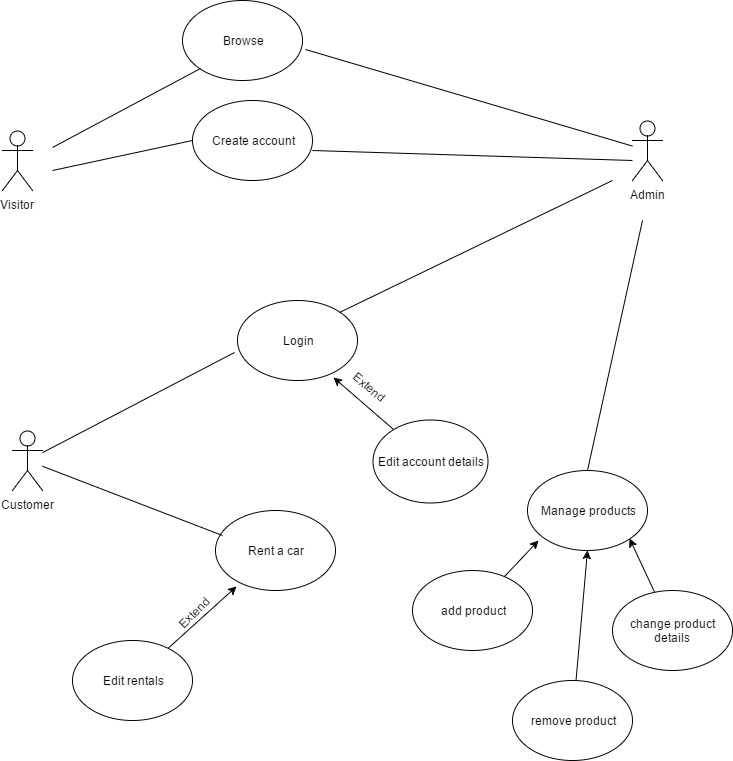 Browse
Create account
Visitor
Admin
Login
Extend
Edit account details
Customer
Rent a car
Manage products
Extend
add product
change product
details
Edit rentals
remove product